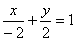 x/-2 + y/2 = 1